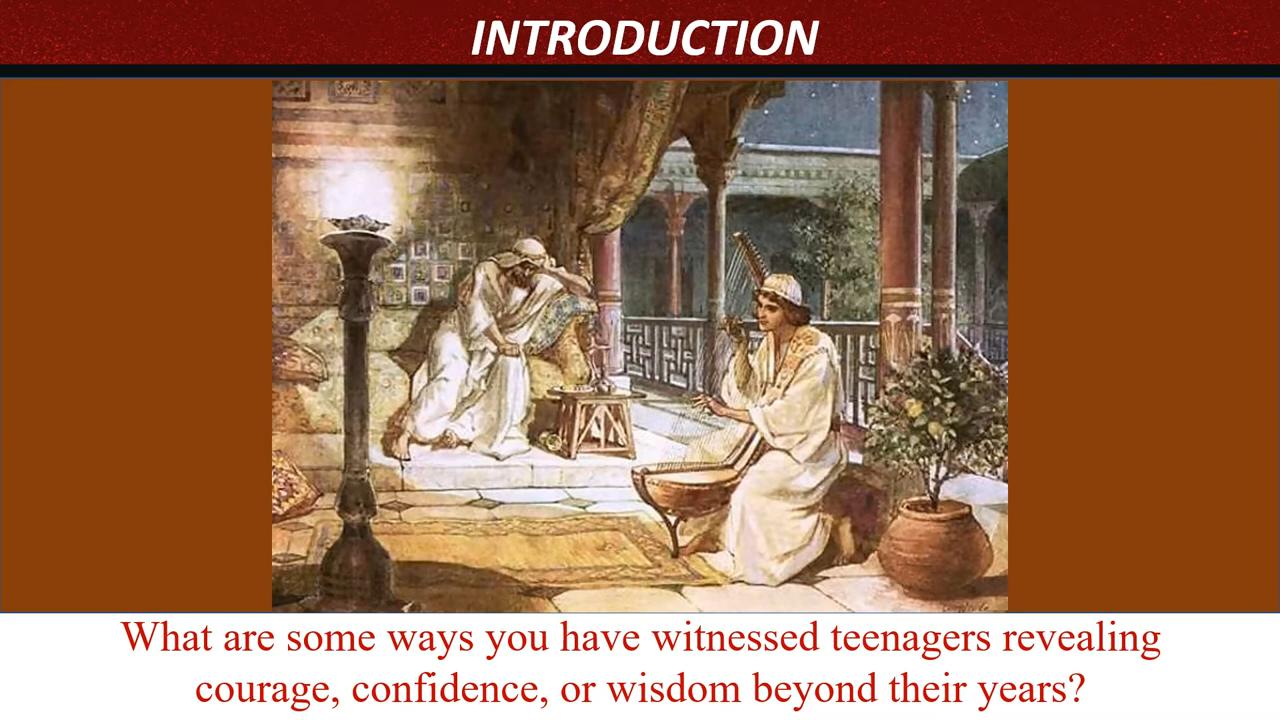 INTRODUCTION
What are some ways you have witnessed teenagers revealing
courage, confidence, or wisdom beyond their years?